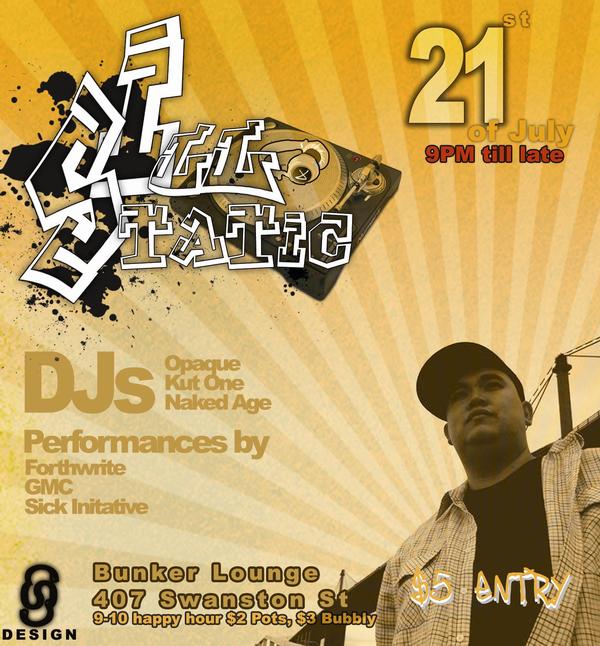 ILL
STATIC
21st
of July
9PM till late
DJs
Opaque
Kut One
Naked Age
Performances by
Forthwrite
GMC
Sick Initative
Bunker Lounge
407 Swanston St
9-10 happy hour $2 Pots, $3 Bubbly
$5 ENTRY
DESIGN